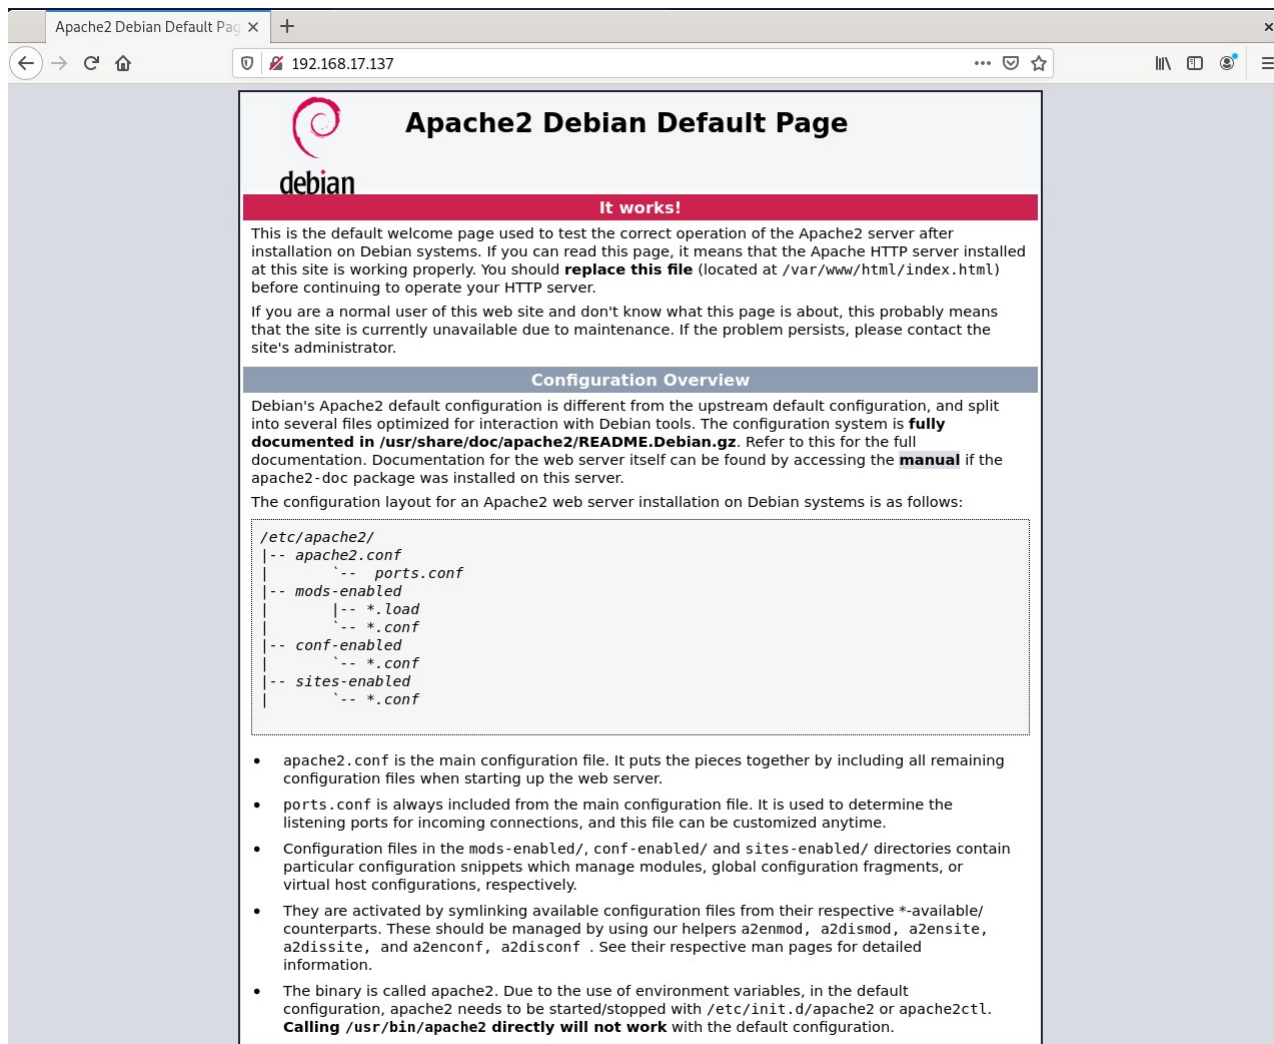 Apache2 Debian Default Pag
192.168.17.137
debian
Apache2 Debian Default Page
It works!
This is the default welcome page used to test the correct operation of the Apache2 server after
installation on Debian systems. If you can read this page, it means that the Apache HTTP server installed
at this site is working properly. You should replace this file (located at /var/www/html/index.html)
before continuing to operate your HTTP server.
If you are a normal user of this web site and don't know what this page is about, this probably means
that the site is currently unavailable due to maintenance. If the problem persists, please contact the
site's administrator.
Configuration Overview
Debian's Apache2 default configuration is different from the upstream default configuration, and split
into several files optimized for interaction with Debian tools. The configuration system is fully
documented in /usr/share/doc/apache2/README.Debian.gz. Refer to this for the full
documentation. Documentation for the web server itself can be found by accessing the manual if the
apache2-doc package was installed on this server.
The configuration layout for an Apache2 web server installation on Debian systems is as follows:
/etc/apache2/
|-- apache2.conf
|       `--  ports.conf
|-- mods-enabled
|       |-- *.load
|       `-- *.conf
|-- conf-enabled
|       `-- *.conf
|-- sites-enabled
|       `-- *.conf
• apache2.conf is the main configuration file. It puts the pieces together by including all remaining
configuration files when starting up the web server.
• ports.conf is always included from the main configuration file. It is used to determine the
listening ports for incoming connections, and this file can be customized anytime.
• Configuration files in the mods-enabled/, conf-enabled/ and sites-enabled/ directories contain
particular configuration snippets which manage modules, global configuration fragments, or
virtual host configurations, respectively.
• They are activated by symlinking available configuration files from their respective *-available/
counterparts. These should be managed by using our helpers a2enmod, a2dismod, a2ensite,
a2dissite, and a2enconf, a2disconf . See their respective man pages for detailed
information.
• The binary is called apache2. Due to the use of environment variables, in the default
configuration, apache2 needs to be started/stopped with /etc/init.d/apache2 or apache2ctl.
Calling /usr/bin/apache2 directly will not work with the default configuration.